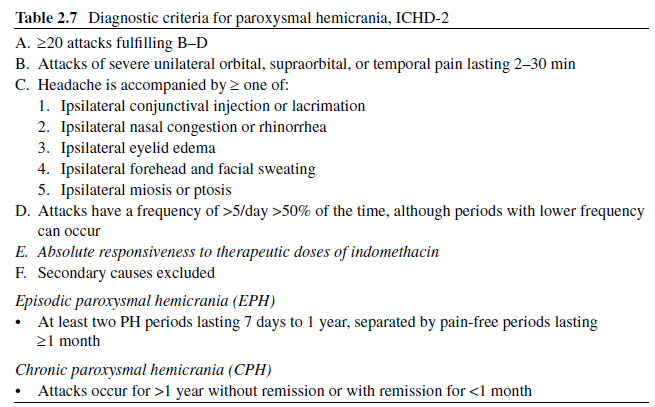 Table 2.7 Diagnostic criteria for paroxysmal hemicrania, ICHD-2
A. ≥20 attacks fulfilling B–D
B. Attacks of severe unilateral orbital, supraorbital, or temporal pain lasting 2–30 min
C. Headache is accompanied by ≥ one of:
1. Ipsilateral conjunctival injection or lacrimation
2. Ipsilateral nasal congestion or rhinorrhea
3. Ipsilateral eyelid edema
4. Ipsilateral forehead and facial sweating
5. Ipsilateral miosis or ptosis
D. Attacks have a frequency of >5/day >50% of the time, although periods with lower frequency
can occur
E. Absolute responsiveness to therapeutic doses of indomethacin
F. Secondary causes excluded
Episodic paroxysmal hemicrania (EPH)
• At least two PH periods lasting 7 days to 1 year, separated by pain-free periods lasting
≥1 month
Chronic paroxysmal hemicrania (CPH)
• Attacks occur for >1 year without remission or with remission for <1 month